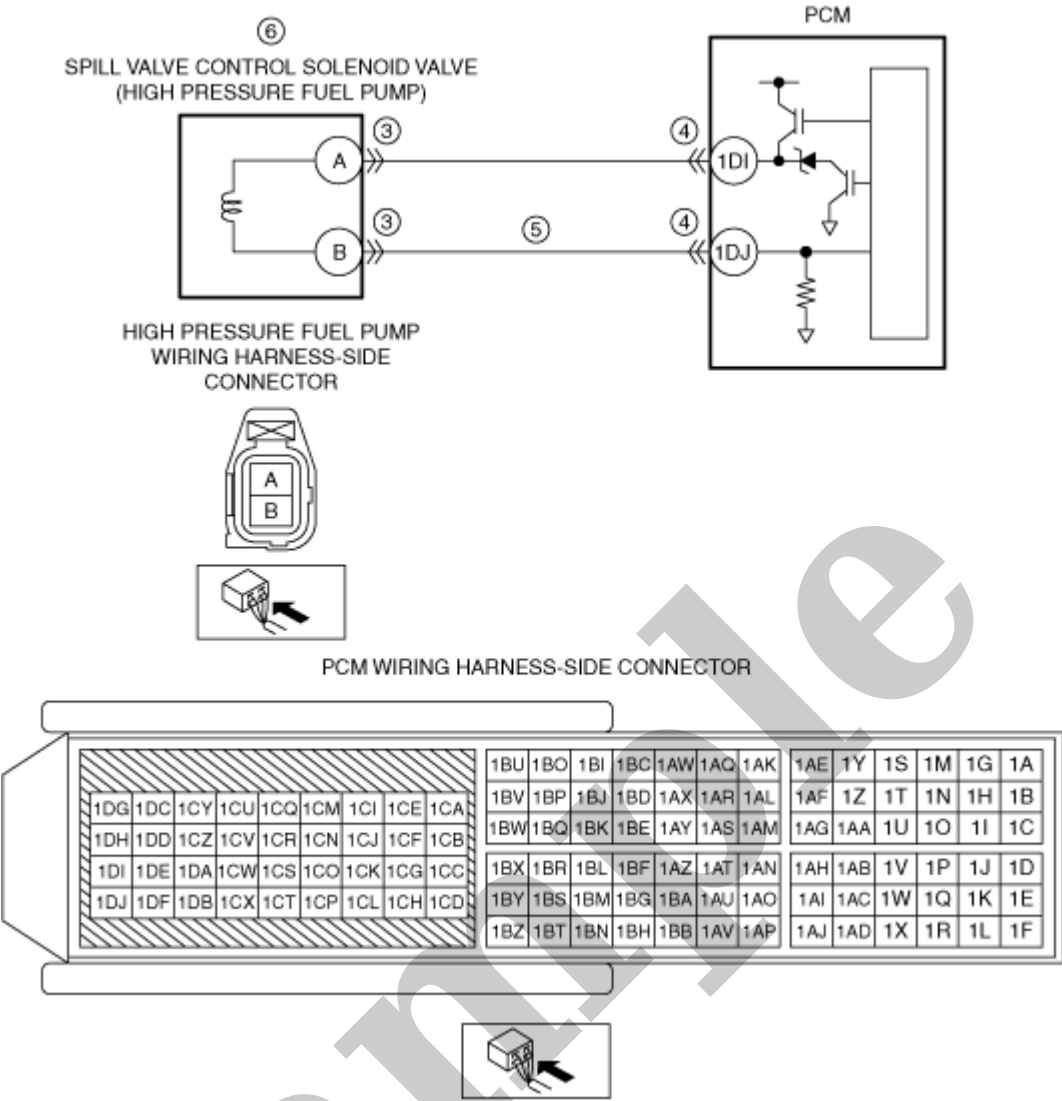 PCM
⑥
SPILL VALVE CONTROL SOLENOID VALVE
(HIGH PRESSURE FUEL PUMP)
A ③ ④ 1DI
B ③ ⑤ ④ 1DJ
HIGH PRESSURE FUEL PUMP
WIRING HARNESS-SIDE
CONNECTOR
A
B
PCM WIRING HARNESS-SIDE CONNECTOR
1BU 1BO 1BI 1BC 1AW 1AQ 1AK 1AE 1Y 1S 1M 1G 1A
1DG 1DC 1CY 1CU 1CQ 1CM 1CI 1CE 1CA 1BV 1BP 1BJ 1BD 1AX 1AR 1AL 1AF 1Z 1T 1N 1H 1B
1DH 1DD 1CZ 1CV 1CR 1CN 1CJ 1CF 1CB 1BW 1BQ 1BK 1BE 1AY 1AS 1AM 1AG 1AA 1U 1O 1I 1C
1DI 1DE 1DA 1CW 1CS 1CO 1CK 1CG 1CC 1BX 1BR 1BL 1BF 1AZ 1AT 1AN 1AH 1AB 1V 1P 1J 1D
1DJ 1DF 1DB 1CX 1CT 1CP 1CL 1CH 1CD 1BY 1BS 1BM 1BG 1BA 1AU 1AO 1AI 1AC 1W 1Q 1K 1E
1BZ 1BT 1BN 1BH 1BB 1AV 1AP 1AJ 1AD 1X 1R 1L 1F
mple